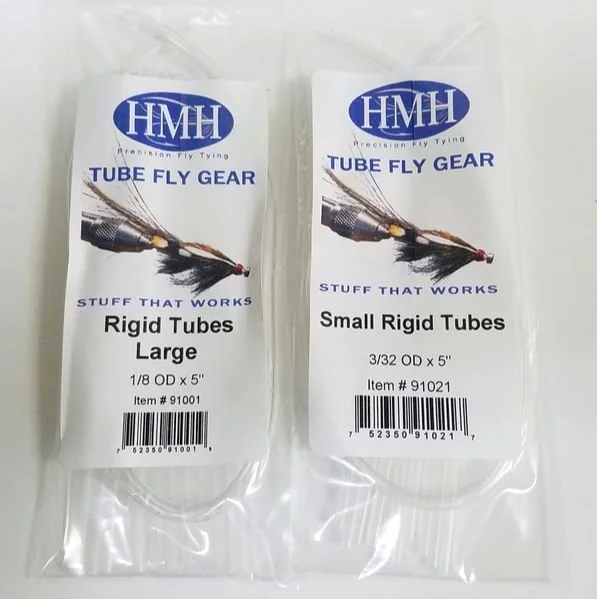 HMH
Precision Fly Tying
TUBE FLY GEAR
STUFF THAT WORKS
Rigid Tubes
Large
1/8 OD x 5"
Item # 91001
7 52350 91001 9
HMH
Precision Fly Tying
TUBE FLY GEAR
STUFF THAT WORKS
Small Rigid Tubes
3/32 OD x 5"
Item # 91021
7 52350 91021 7